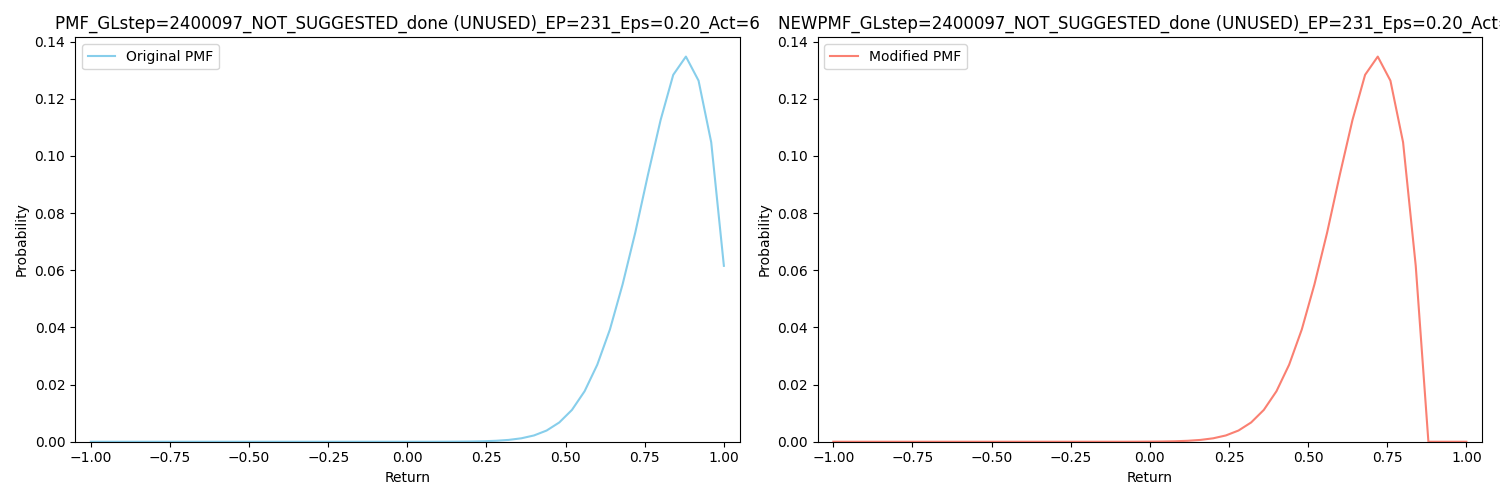 PMF_GLstep=2400097_NOT_SUGGESTED_done (UNUSED)_EP=231_Eps=0.20_Act=6
Original PMF
Probability
0.14
0.12
0.10
0.08
0.06
0.04
0.02
0.00
−1.00 −0.75 −0.50 −0.25 0.00 0.25 0.50 0.75 1.00
Return
NEWPMF_GLstep=2400097_NOT_SUGGESTED_done (UNUSED)_EP=231_Eps=0.20_Act=
Modified PMF
Probability
0.14
0.12
0.10
0.08
0.06
0.04
0.02
0.00
−1.00 −0.75 −0.50 −0.25 0.00 0.25 0.50 0.75 1.00
Return